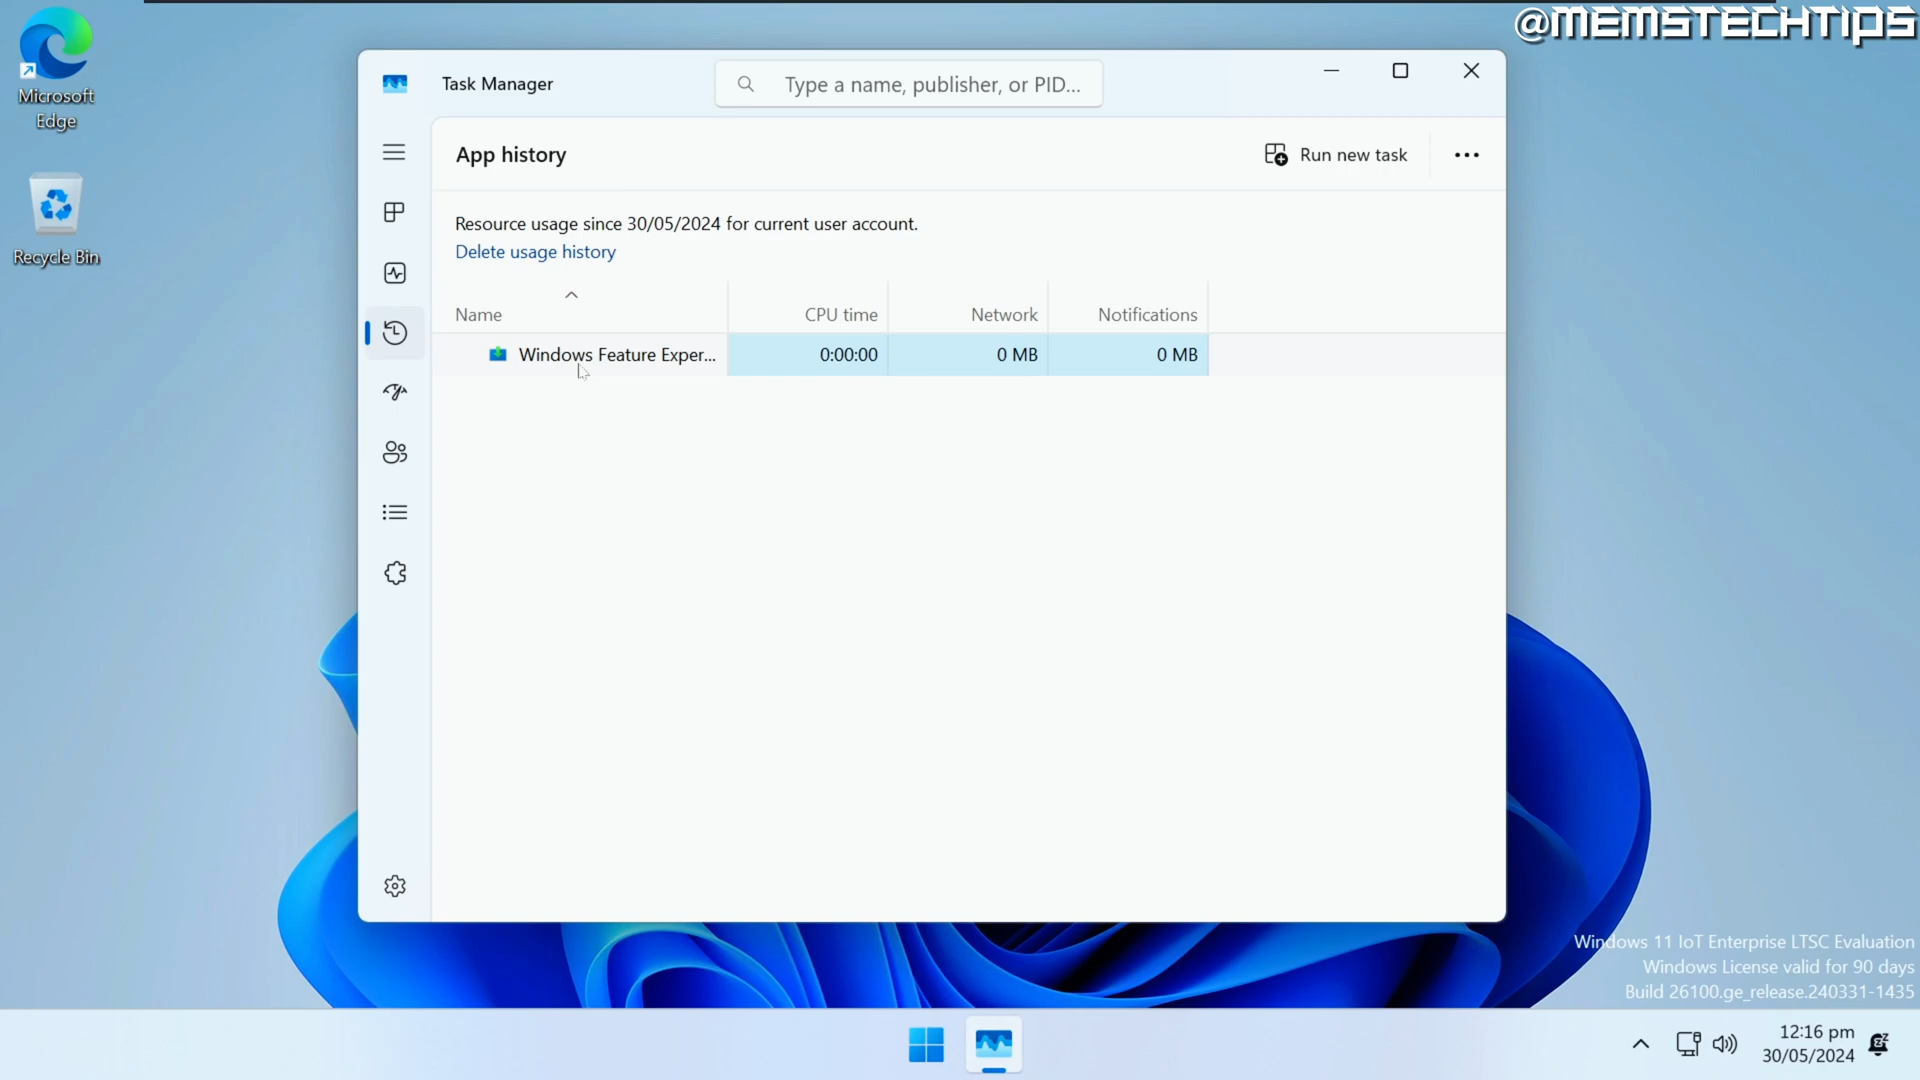 @MEMSTECHTIPS
Microsoft
Edge
Recycle Bin
Task Manager
Type a name, publisher, or PID...
App history
Run new task
Resource usage since 30/05/2024 for current user account.
Delete usage history
Name
CPU time
Network
Notifications
Windows Feature Exper...
0:00:00
0 MB
0 MB
Windows 11 IoT Enterprise LTSC Evaluation
Windows License valid for 90 days
Build 26100.ge_release.240331-1435
12:16 pm
30/05/2024